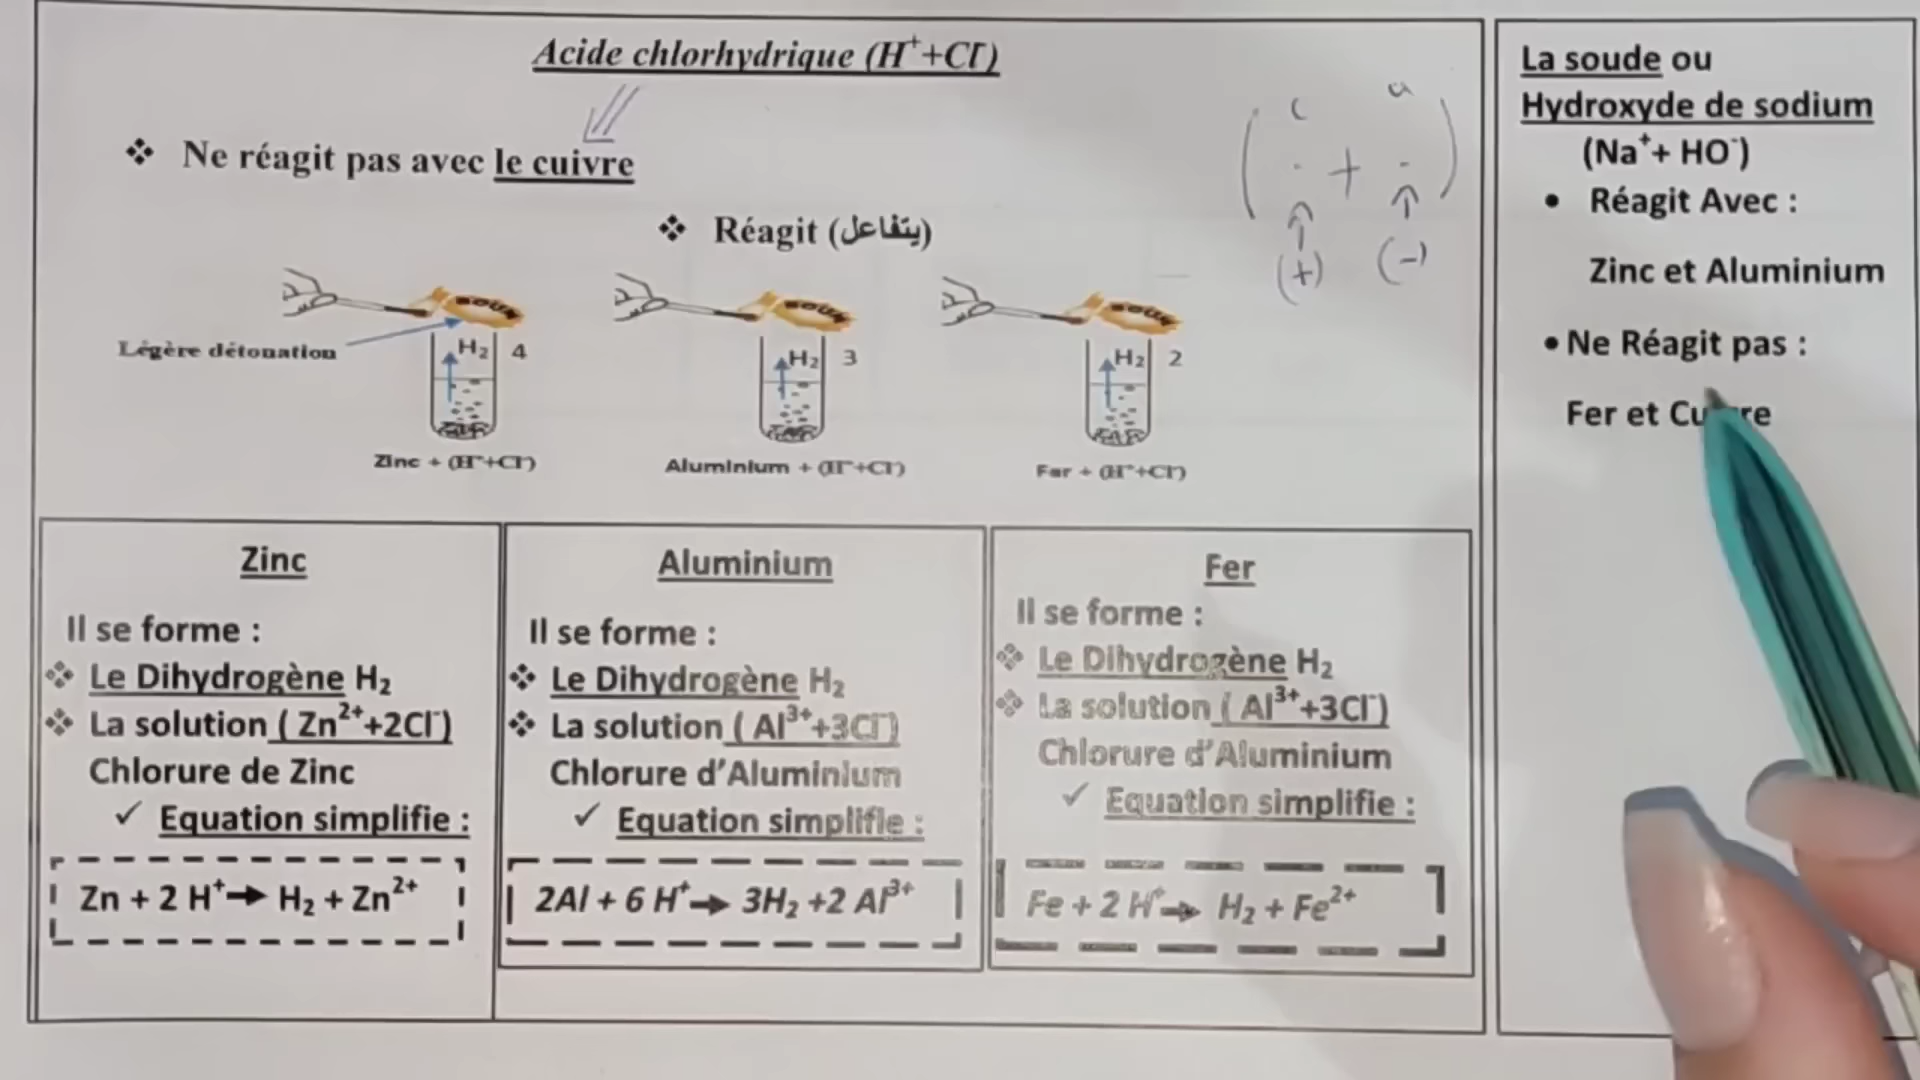 Acide chlorhydrique (H⁺+Cl⁻)
❖ Ne réagit pas avec le cuivre
❖ Réagit (يتفاعل)
Légère détonation
H₂ 4
H₂ 3
H₂ 2
Zinc + (H⁺+Cl⁻)
Aluminium + (H⁺+Cl⁻)
Fer + (H⁺+Cl⁻)
( + )
(+) (-)
Zinc
Il se forme :
❖ Le Dihydrogène H₂
❖ La solution ( Zn²⁺+2Cl⁻)
Chlorure de Zinc
✓ Equation simplifie :
Zn + 2 H⁺→ H₂ + Zn²⁺
Aluminium
Il se forme :
❖ Le Dihydrogène H₂
❖ La solution ( Al³⁺+3Cl⁻)
Chlorure d'Aluminium
✓ Equation simplifie :
2Al + 6 H⁺→ 3H₂ +2 Al³⁺
Fer
Il se forme :
❖ Le Dihydrogène H₂
❖ La solution ( Al³⁺+3Cl⁻)
Chlorure d'Aluminium
✓ Equation simplifie :
Fe + 2 H⁺→ H₂ + Fe²⁺
La soude ou
Hydroxyde de sodium
(Na⁺+ HO⁻)
• Réagit Avec :
Zinc et Aluminium
• Ne Réagit pas :
Fer et Cuivre